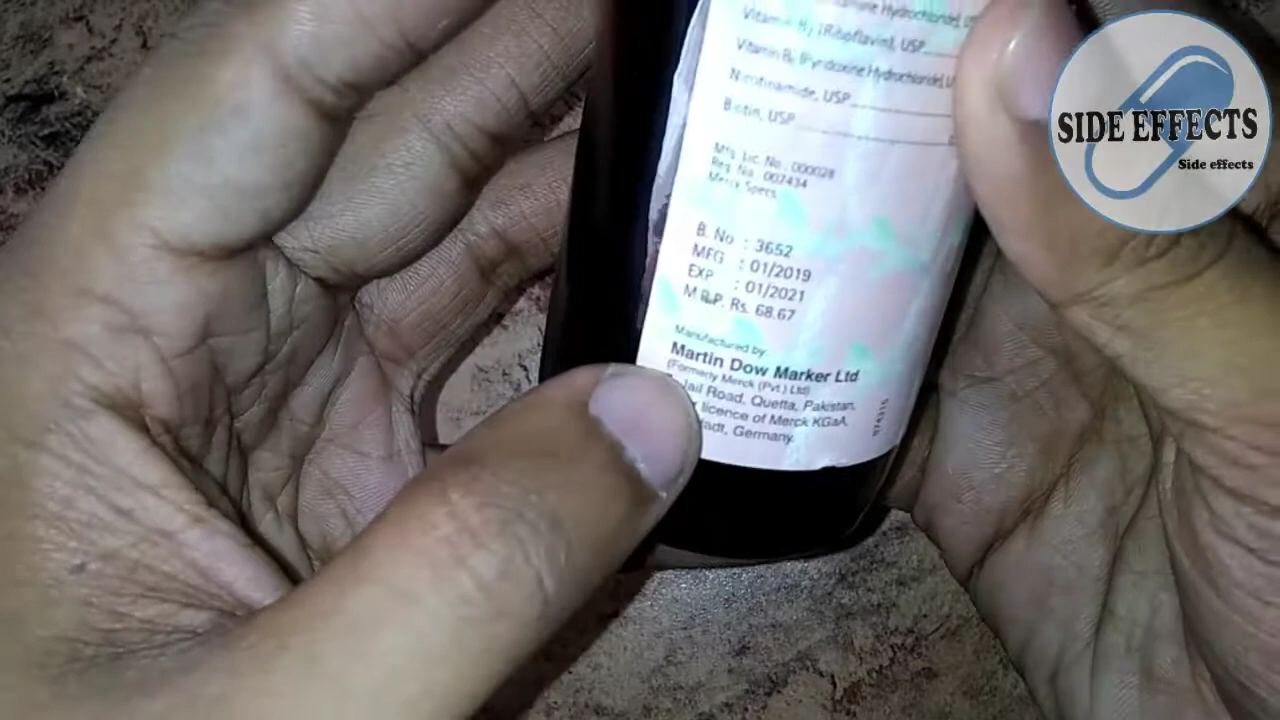 Hydrochloride, 
Vitamin B₂ (Riboflavin), USP
Vitamin B₆ (Pyridoxine Hydrochloride), U
Nicotinamide, USP
Biotin, USP
Mfg. Lic. No. 000028
Reg. No. 007434
Merck Specs.
B. No : 3652
MFG : 01/2019
EXP : 01/2021
M.R.P. Rs. 68.67
Manufactured by:
Martin Dow Marker Ltd
(Formerly Merck (Pvt.) Ltd)
Jail Road, Quetta, Pakistan,
licence of Merck KGaA,
Germany.
SIDE EFFECTS
Side effects